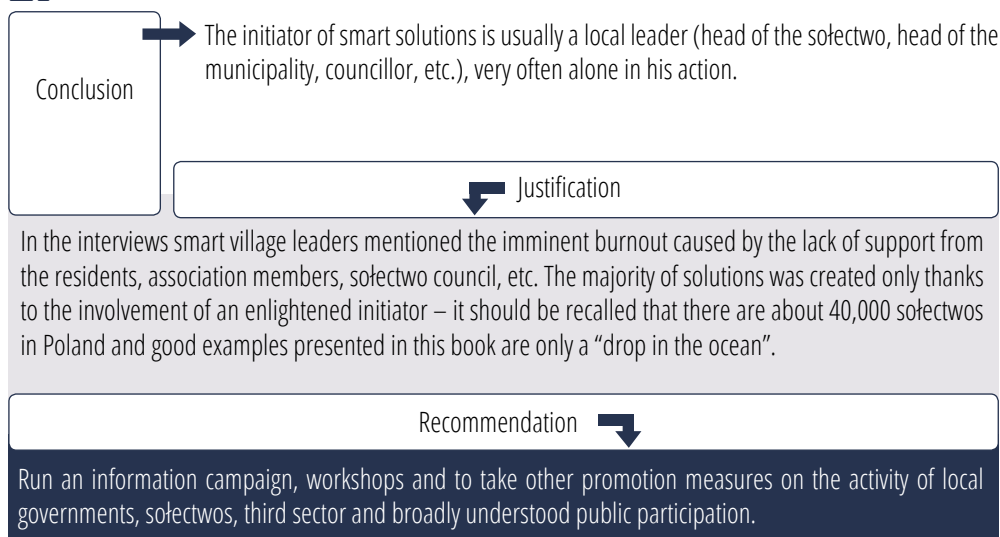 Conclusion
The initiator of smart solutions is usually a local leader (head of the sołectwo, head of the
municipality, councillor, etc.), very often alone in his action.
Justification
In the interviews smart village leaders mentioned the imminent burnout caused by the lack of support from
the residents, association members, sołectwo council, etc. The majority of solutions was created only thanks
to the involvement of an enlightened initiator – it should be recalled that there are about 40,000 sołectwos
in Poland and good examples presented in this book are only a “drop in the ocean”.
Recommendation
Run an information campaign, workshops and to take other promotion measures on the activity of local
governments, sołectwos, third sector and broadly understood public participation.